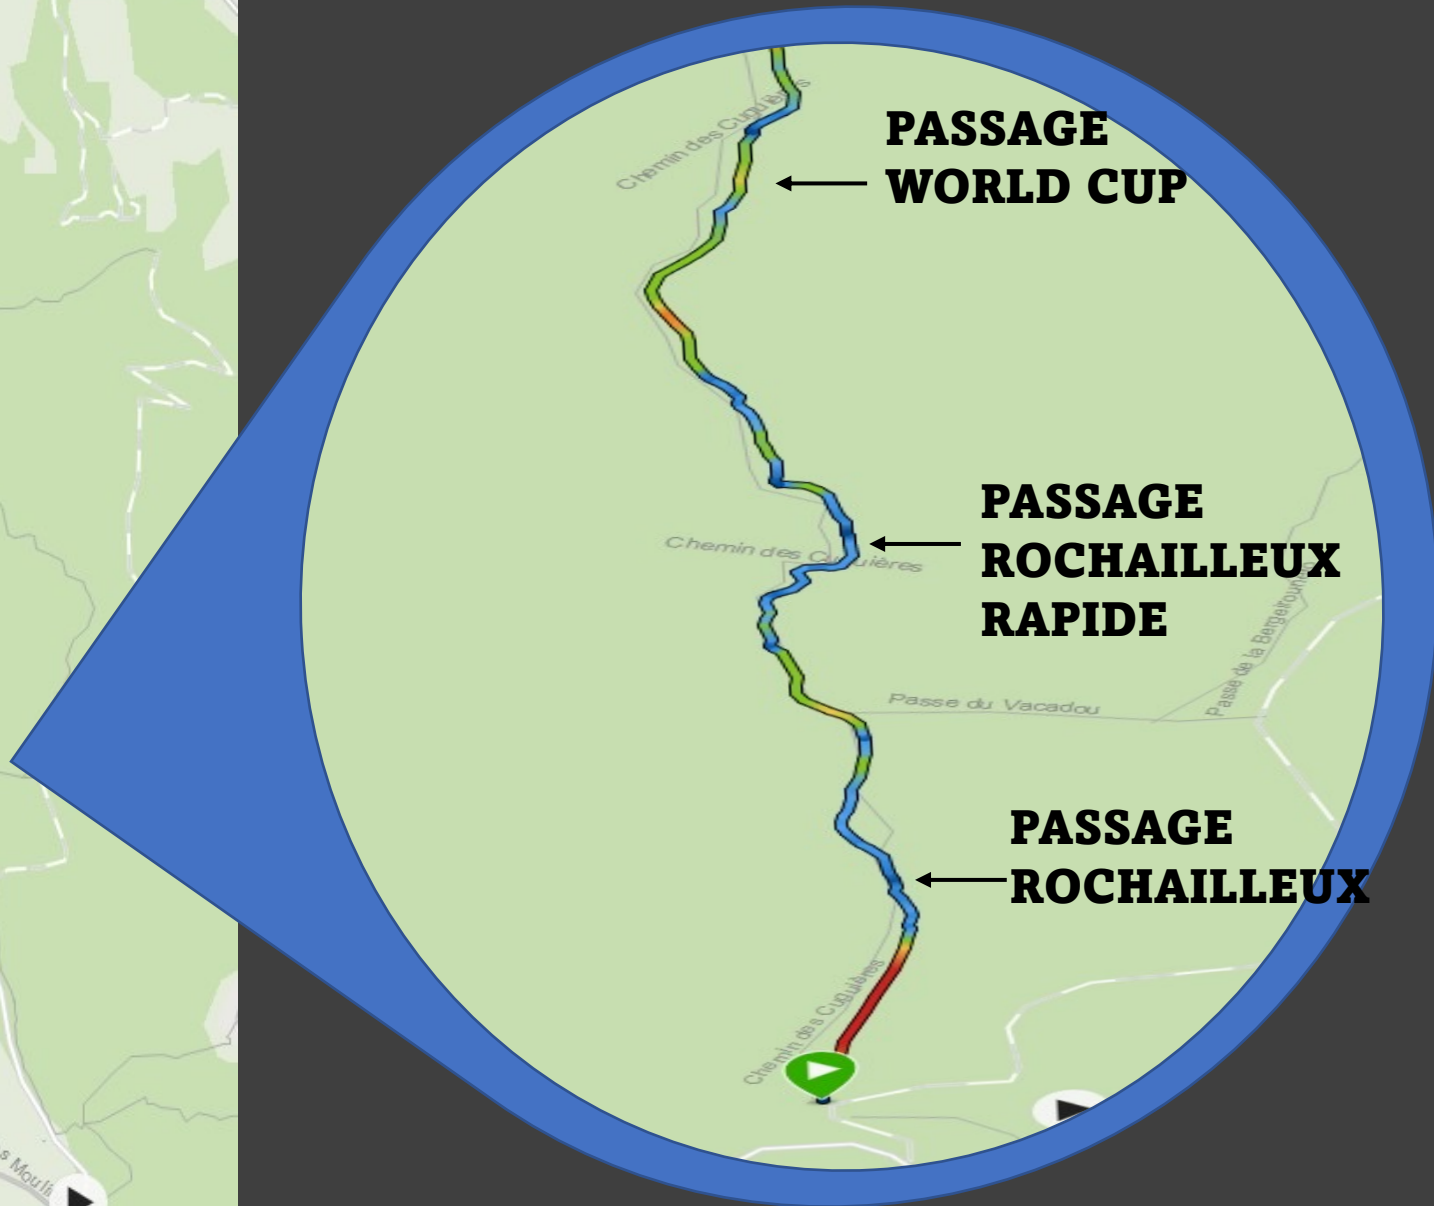 Chemin des Cuguières
PASSAGE
WORLD CUP
PASSAGE
ROCHAILLEUX
RAPIDE
Chemin des Cuguières
Passe du Vacadou
Passe de la
PASSAGE
ROCHAILLEUX
Chemin des Cuguières